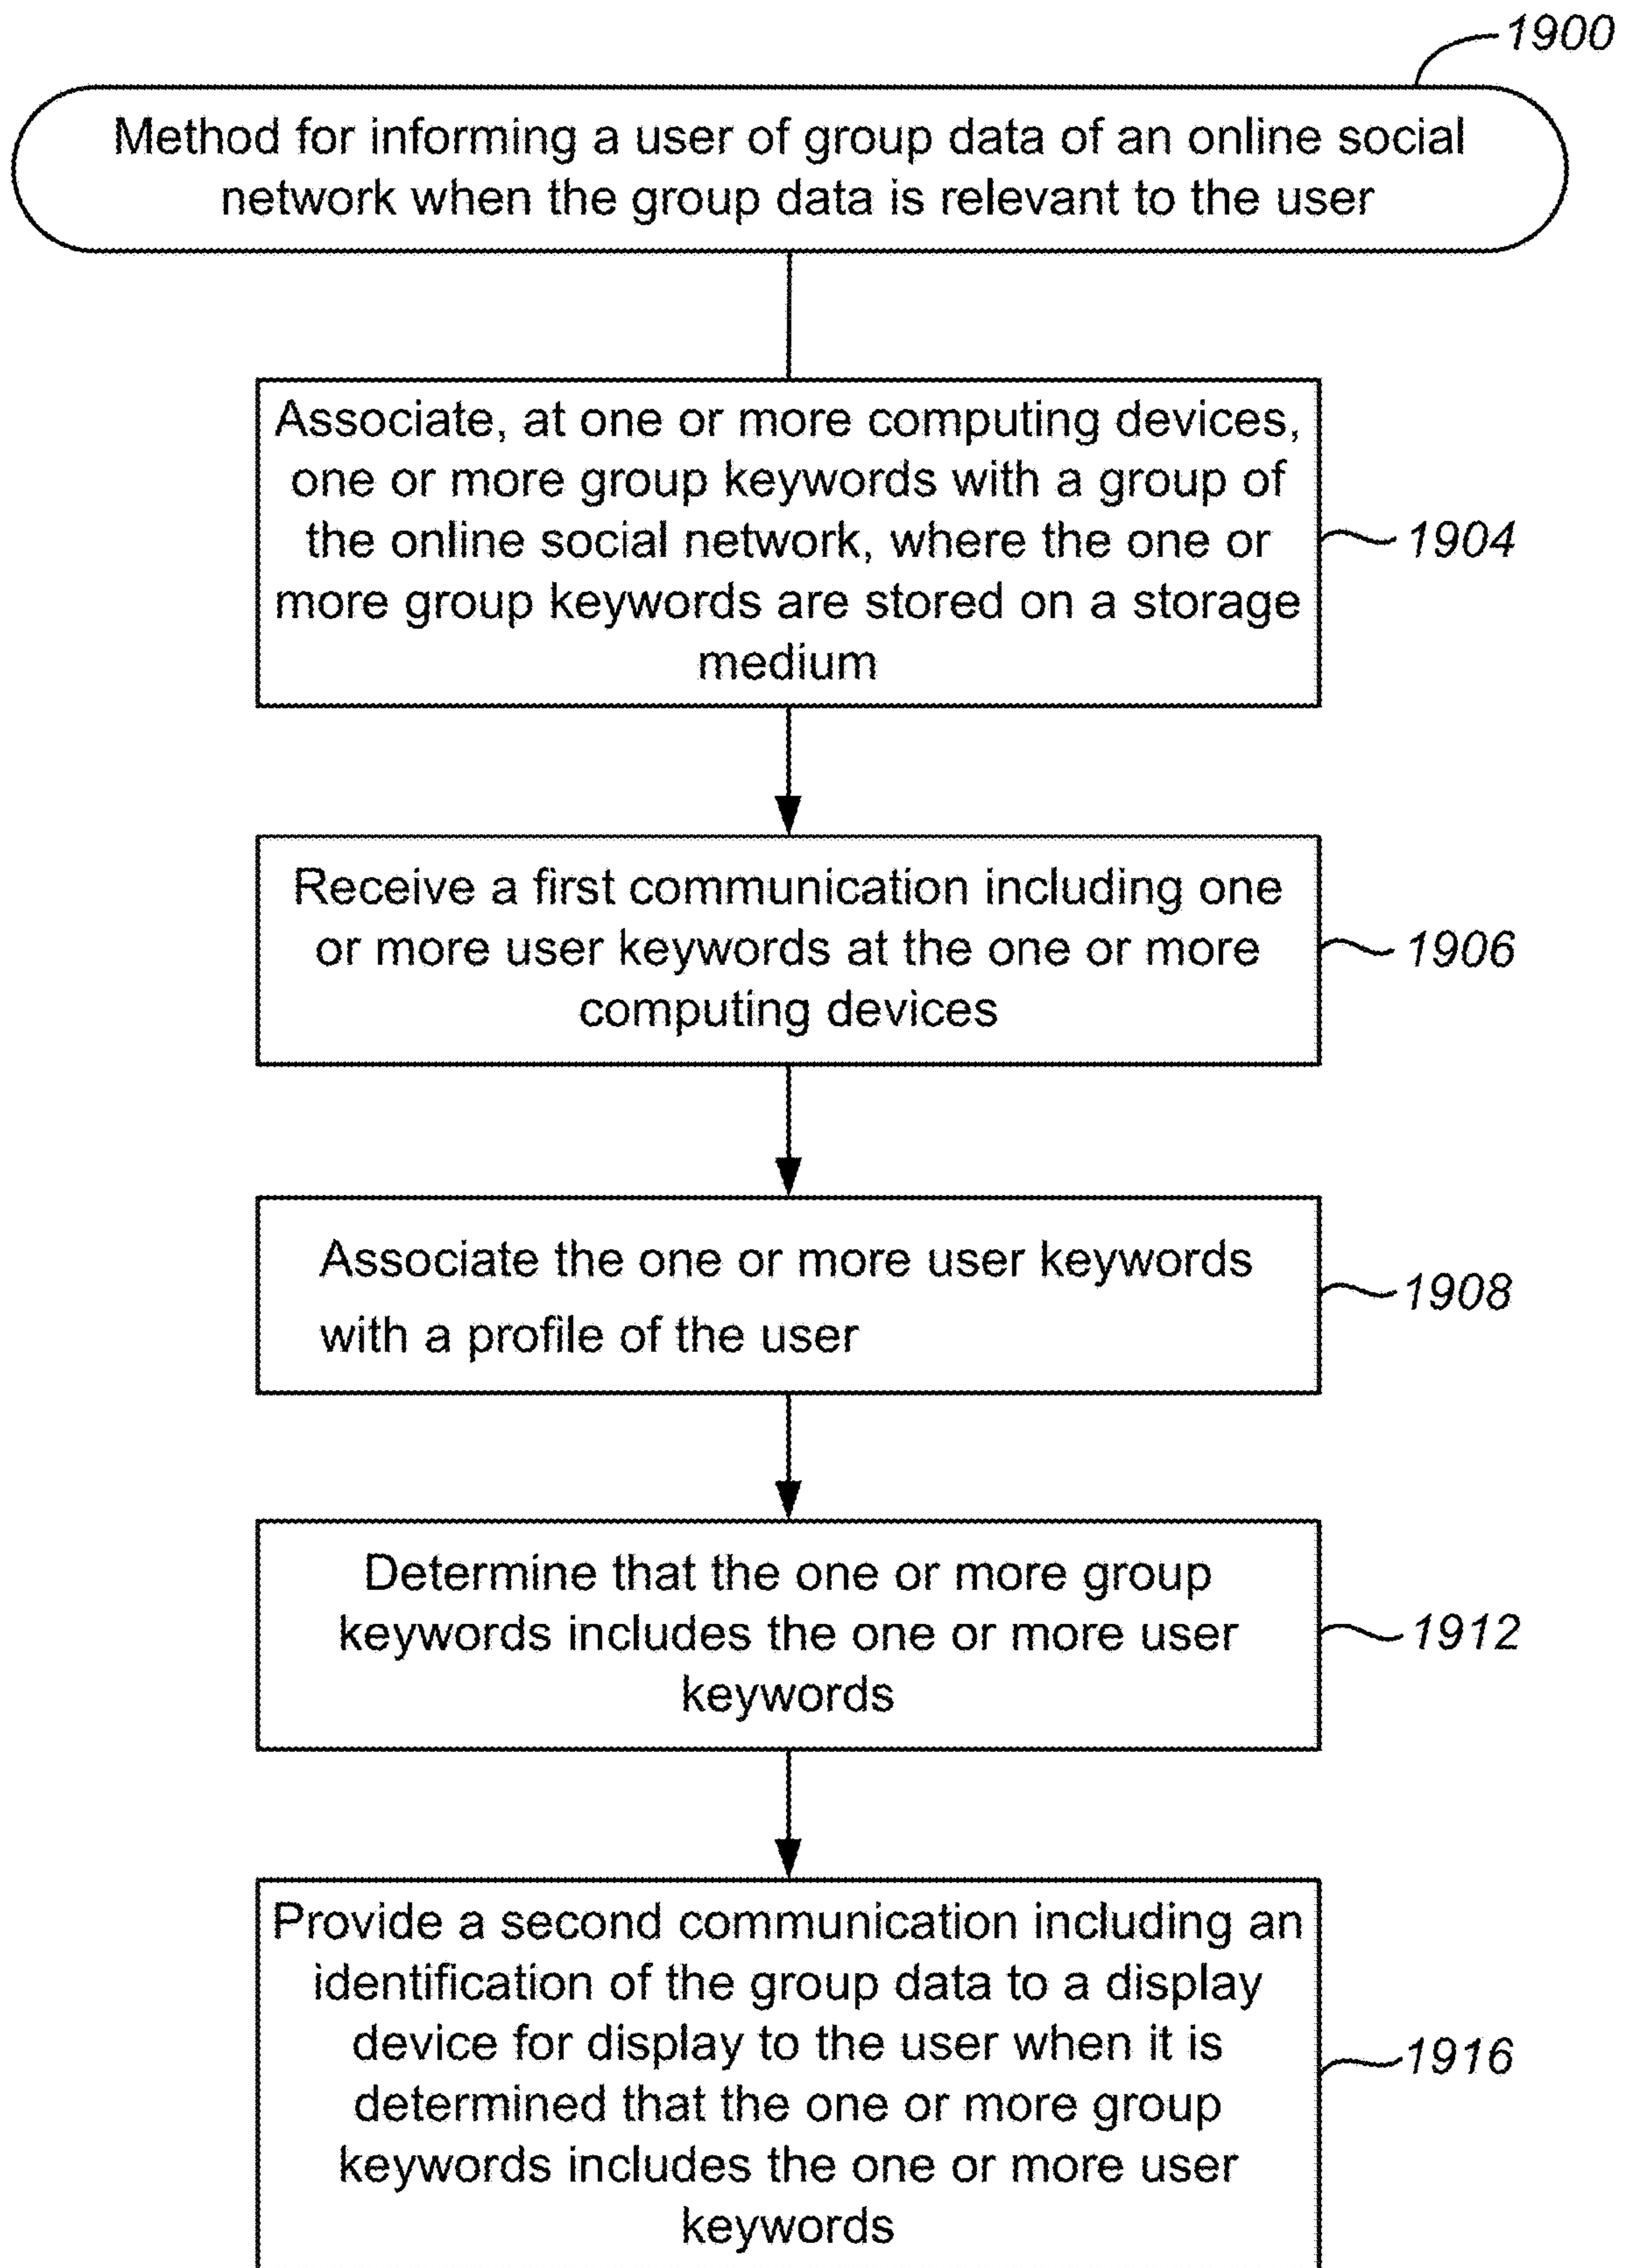 1900
Method for informing a user of group data of an online social
network when the group data is relevant to the user
Associate, at one or more computing devices,
one or more group keywords with a group of
the online social network, where the one or
more group keywords are stored on a storage
medium
1904
Receive a first communication including one
or more user keywords at the one or more
computing devices
1906
Associate the one or more user keywords
with a profile of the user
1908
Determine that the one or more group
keywords includes the one or more user
keywords
1912
Provide a second communication including an
identification of the group data to a display
device for display to the user when it is
determined that the one or more group
keywords includes the one or more user
keywords
1916